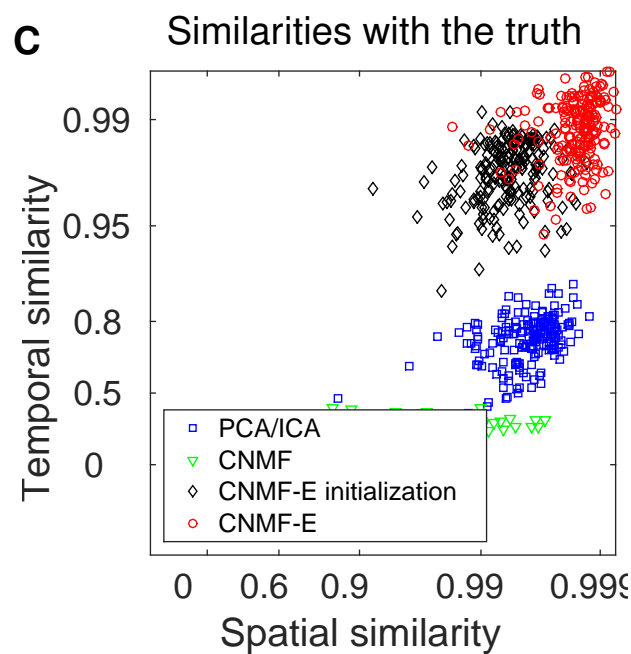 C
Similarities with the truth
Temporal similarity
0.99
0.95
0.8
0.5
0
PCA/ICA
CNMF
CNMF-E initialization
CNMF-E
0 0.6 0.9 0.99 0.999
Spatial similarity